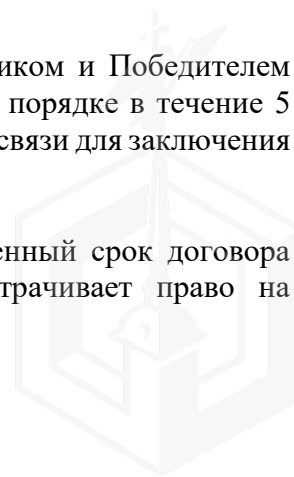 иком и Победителем
порядке в течение 5
связи для заключения
енный срок договора
трачивает право на